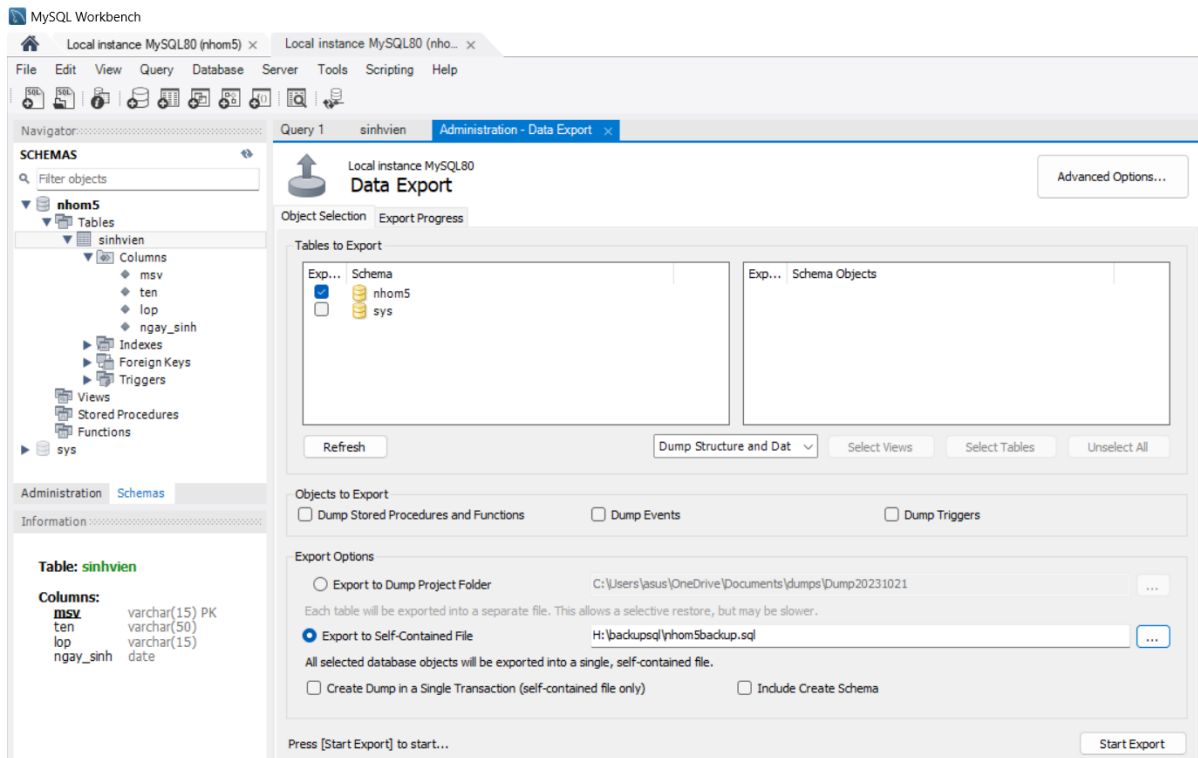 MySQL Workbench
Local instance MySQL80 (nhom5) × Local instance MySQL80 (nho... ×
File Edit View Query Database Server Tools Scripting Help
Navigator
SCHEMAS
Filter objects
nhom5
Tables
sinhvien
Columns
msv
ten
lop
ngay_sinh
Indexes
Foreign Keys
Triggers
Views
Stored Procedures
Functions
sys
Administration Schemas
Information
Table: sinhvien
Columns:
msv varchar(15) PK
ten varchar(50)
lop varchar(15)
ngay_sinh date
Query 1 sinhvien Administration - Data Export ×
Local instance MySQL80
Data Export
Advanced Options...
Object Selection Export Progress
Tables to Export
Exp... Schema
nhom5
sys
Exp... Schema Objects
Refresh Dump Structure and Dat Select Views Select Tables Unselect All
Objects to Export
Dump Stored Procedures and Functions Dump Events Dump Triggers
Export Options
Export to Dump Project Folder C:\Users\asus\OneDrive\Documents\dumps\Dump20231021 ...
Each table will be exported into a separate file. This allows a selective restore, but may be slower.
Export to Self-Contained File H:\backupsql\nhom5backup.sql ...
All selected database objects will be exported into a single, self-contained file.
Create Dump in a Single Transaction (self-contained file only) Include Create Schema
Press [Start Export] to start... Start Export